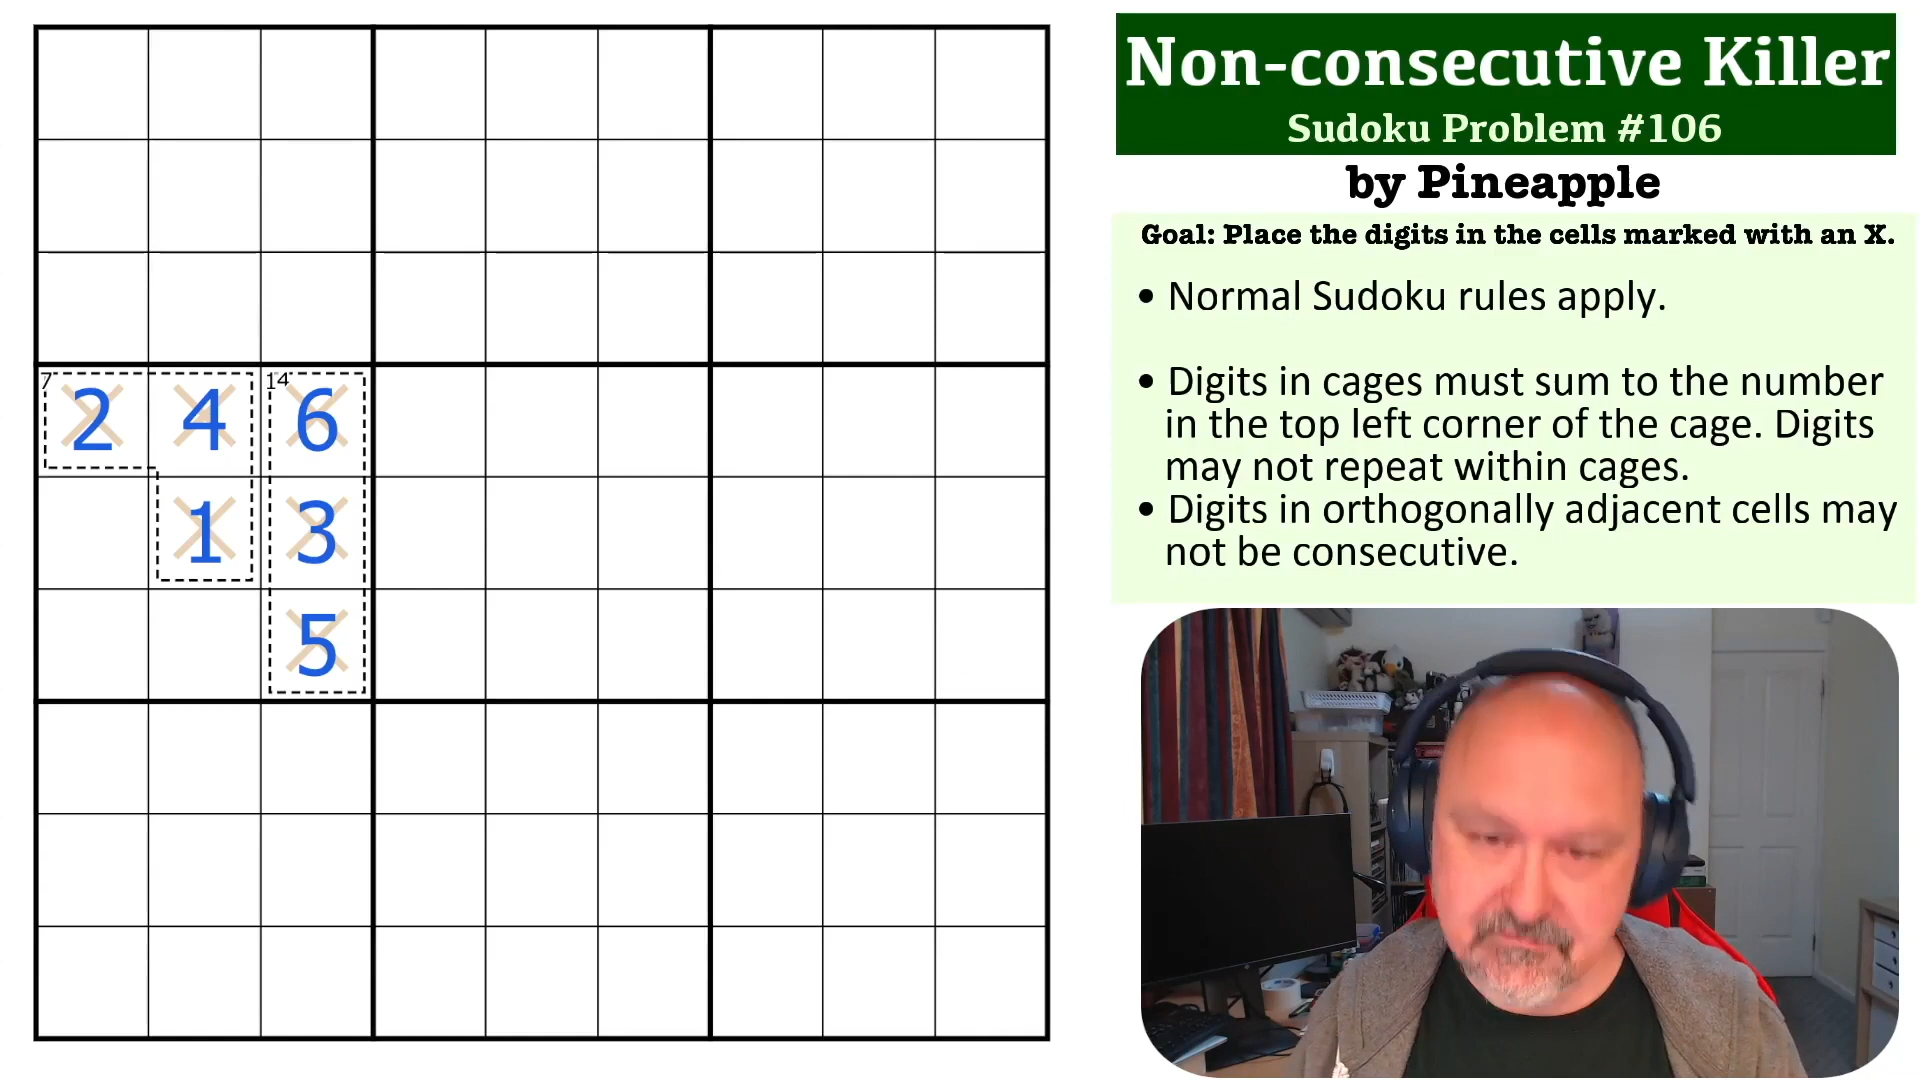 Non-consecutive Killer
Sudoku Problem #106
by Pineapple
Goal: Place the digits in the cells marked with an X.
• Normal Sudoku rules apply.
• Digits in cages must sum to the number
in the top left corner of the cage. Digits
may not repeat within cages.
• Digits in orthogonally adjacent cells may
not be consecutive.
7 14
2 4 6
1 3
5